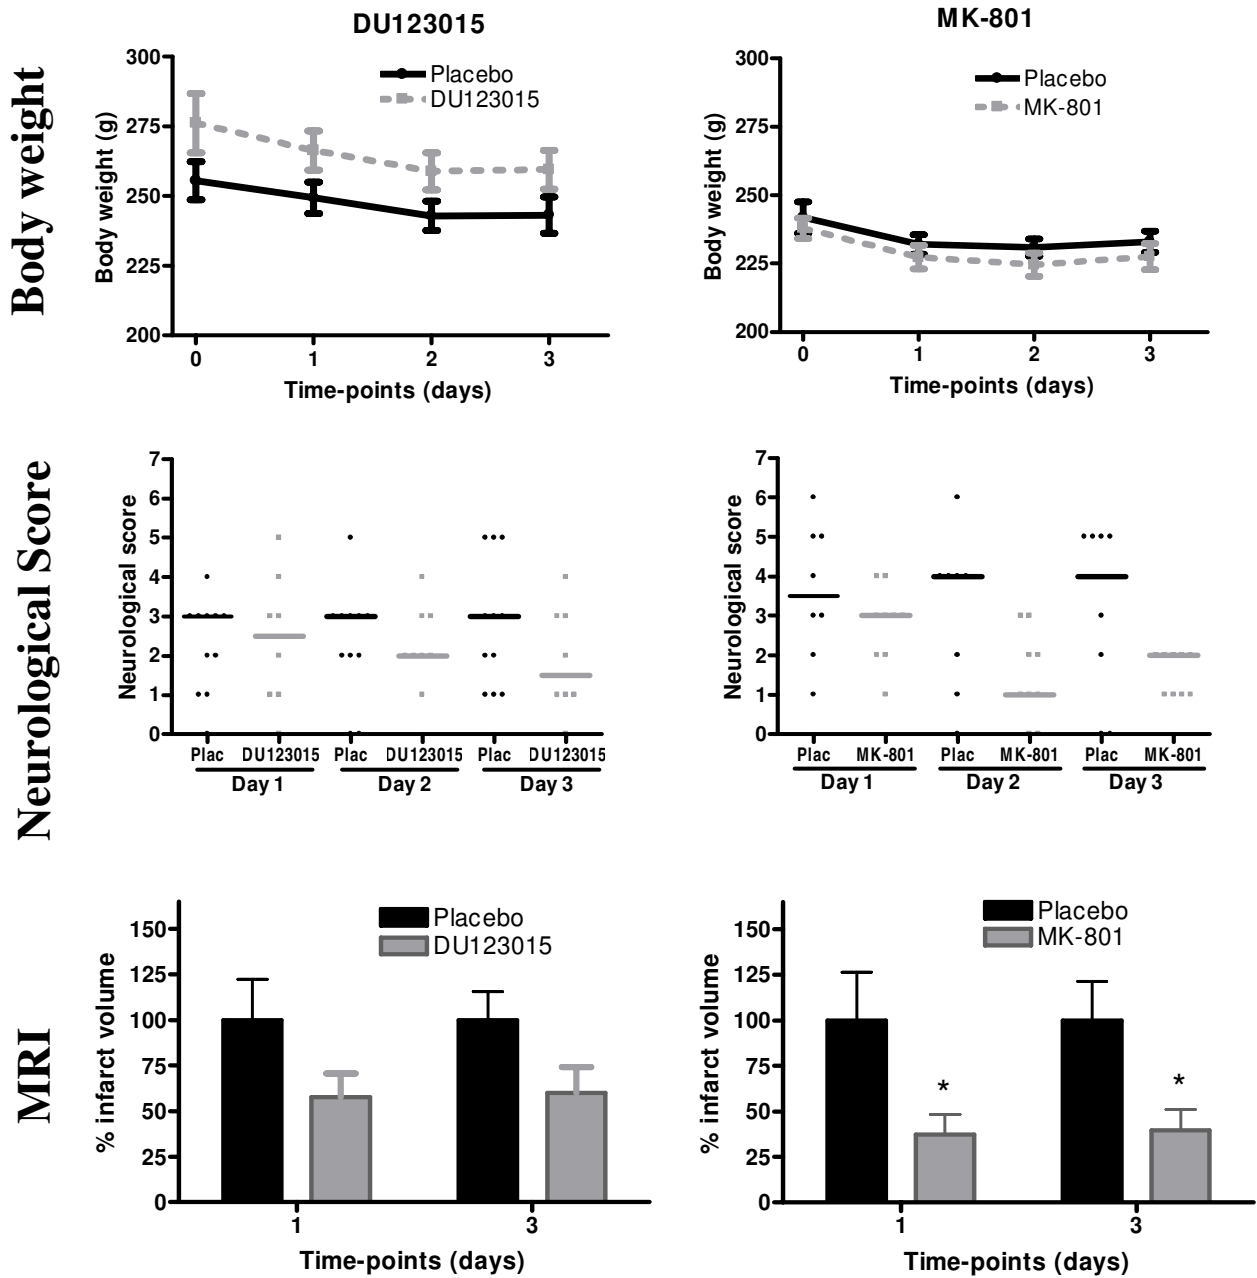 DU123015
MK-801
Body weight
Body weight (g)
300
275
250
225
200
Placebo
DU123015
0 1 2 3
Time-points (days)
Body weight (g)
300
275
250
225
200
Placebo
MK-801
0 1 2 3
Time-points (days)
Neurological Score
Neurological score
7
6
5
4
3
2
1
0
Plac DU123015 Plac DU123015 Plac DU123015
Day 1 Day 2 Day 3
Neurological score
7
6
5
4
3
2
1
0
Plac MK-801 Plac MK-801 Plac MK-801
Day 1 Day 2 Day 3
MRI
% infarct volume
150
125
100
75
50
25
0
Placebo
DU123015
1 3
Time-points (days)
% infarct volume
150
125
100
75
50
25
0
Placebo
MK-801
* *
1 3
Time-points (days)